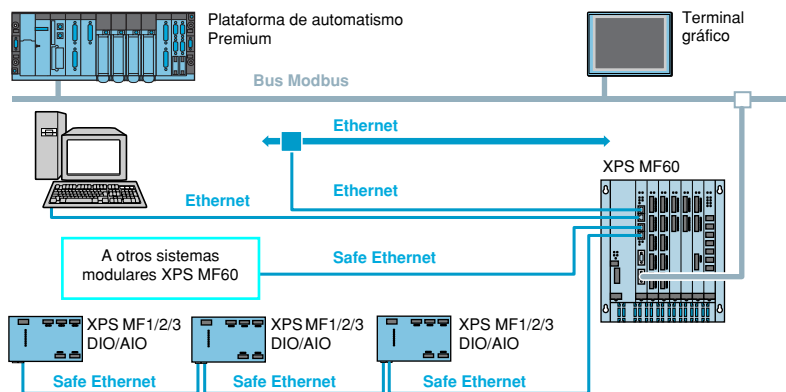 Plataforma de automatismo
Premium
Terminal
gráfico
Bus Modbus
Ethernet
XPS MF60
Ethernet
Ethernet
A otros sistemas
modulares XPS MF60
Safe Ethernet
XPS MF1/2/3
DIO/AIO
XPS MF1/2/3
DIO/AIO
XPS MF1/2/3
DIO/AIO
Safe Ethernet
Safe Ethernet
Safe Ethernet